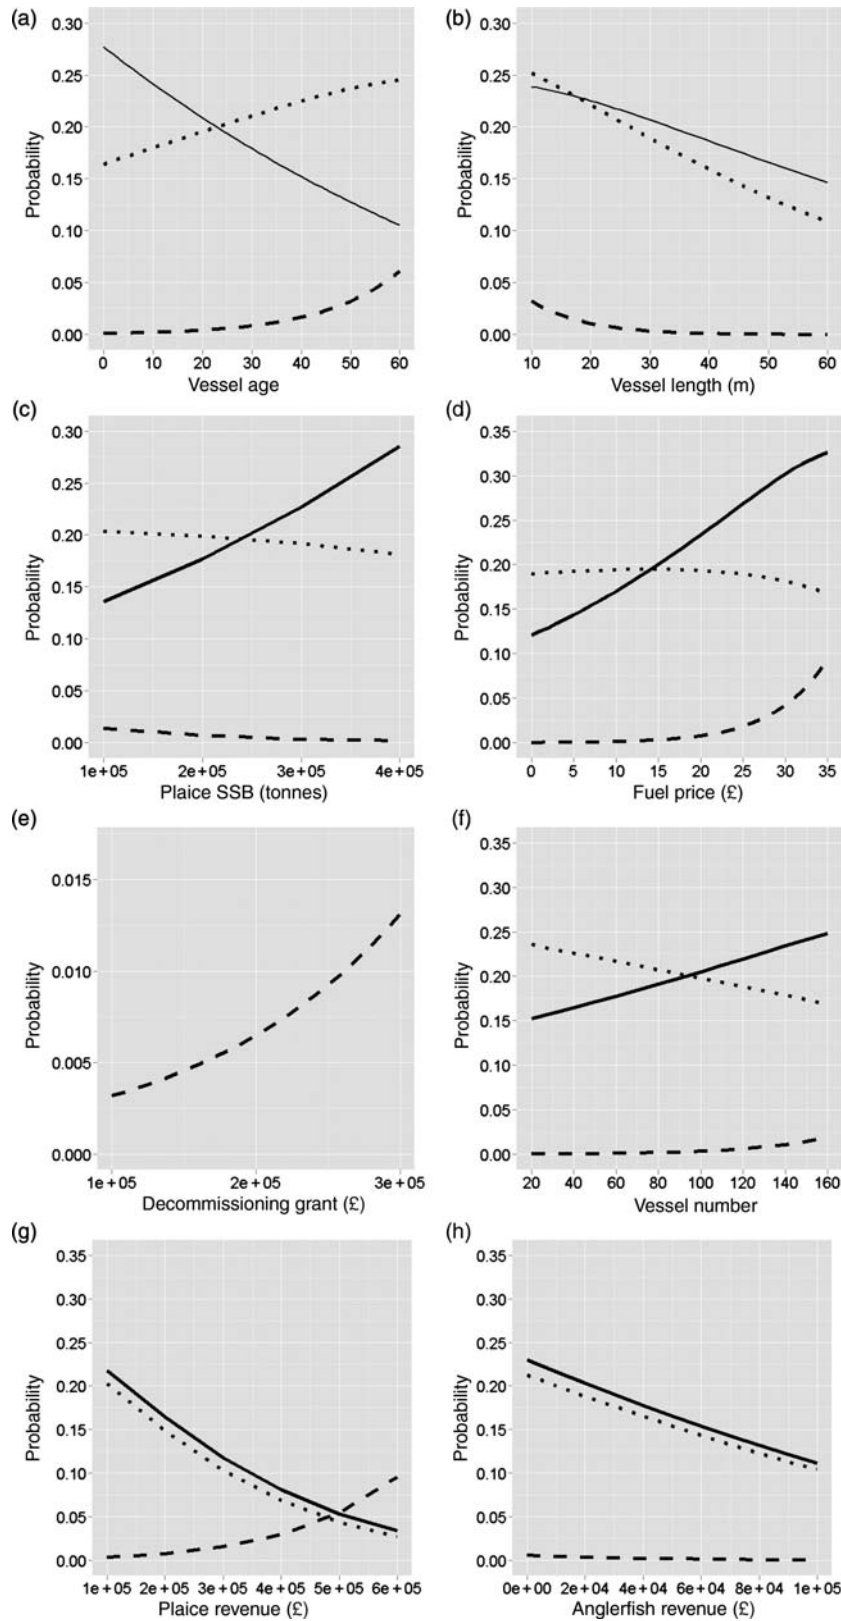 (a)
0.30
0.25
0.20
0.15
0.10
0.05
0.00
Probability
0 10 20 30 40 50 60
Vessel age
(b)
0.30
0.25
0.20
0.15
0.10
0.05
0.00
Probability
10 20 30 40 50 60
Vessel length (m)
(c)
0.30
0.25
0.20
0.15
0.10
0.05
0.00
Probability
1e+05 2e+05 3e+05 4e+05
Plaice SSB (tonnes)
(d)
0.35
0.30
0.25
0.20
0.15
0.10
0.05
0.00
Probability
0 5 10 15 20 25 30 35
Fuel price (£)
(e)
0.015
0.010
0.005
0.000
Probability
1e+05 2e+05 3e+05
Decommissioning grant (£)
(f)
0.35
0.30
0.25
0.20
0.15
0.10
0.05
0.00
Probability
20 40 60 80 100 120 140 160
Vessel number
(g)
0.35
0.30
0.25
0.20
0.15
0.10
0.05
0.00
Probability
1e+05 2e+05 3e+05 4e+05 5e+05 6e+05
Plaice revenue (£)
(h)
0.35
0.30
0.25
0.20
0.15
0.10
0.05
0.00
Probability
0e+00 2e+04 4e+04 6e+04 8e+04 1e+05
Anglerfish revenue (£)